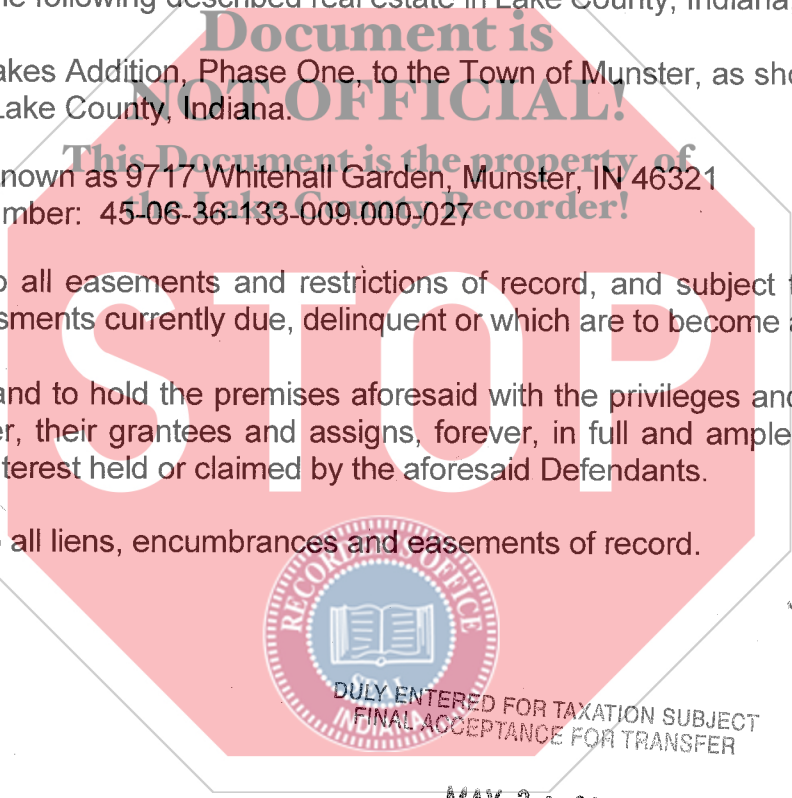 he following described real estate in Lake County, Indiana
Document is
akes Addition, Phase One, to the Town of Munster, as sho
NOT OFFICIAL!
Lake County, Indiana.
This Document is the property of
nown as 9717 Whitehall Garden, Munster, IN 46321
the Lake County Recorder!
mber: 45-06-36-133-009.000-027
o all easements and restrictions of record, and subject t
sments currently due, delinquent or which are to become a
STOP
and to hold the premises aforesaid with the privileges and
er, their grantees and assigns, forever, in full and ample
terest held or claimed by the aforesaid Defendants.
all liens, encumbrances and easements of record.
RECORDER'S OFFICE
SEAL
INDIANA
DULY ENTERED FOR TAXATION SUBJECT
FINAL ACCEPTANCE FOR TRANSFER
MAY